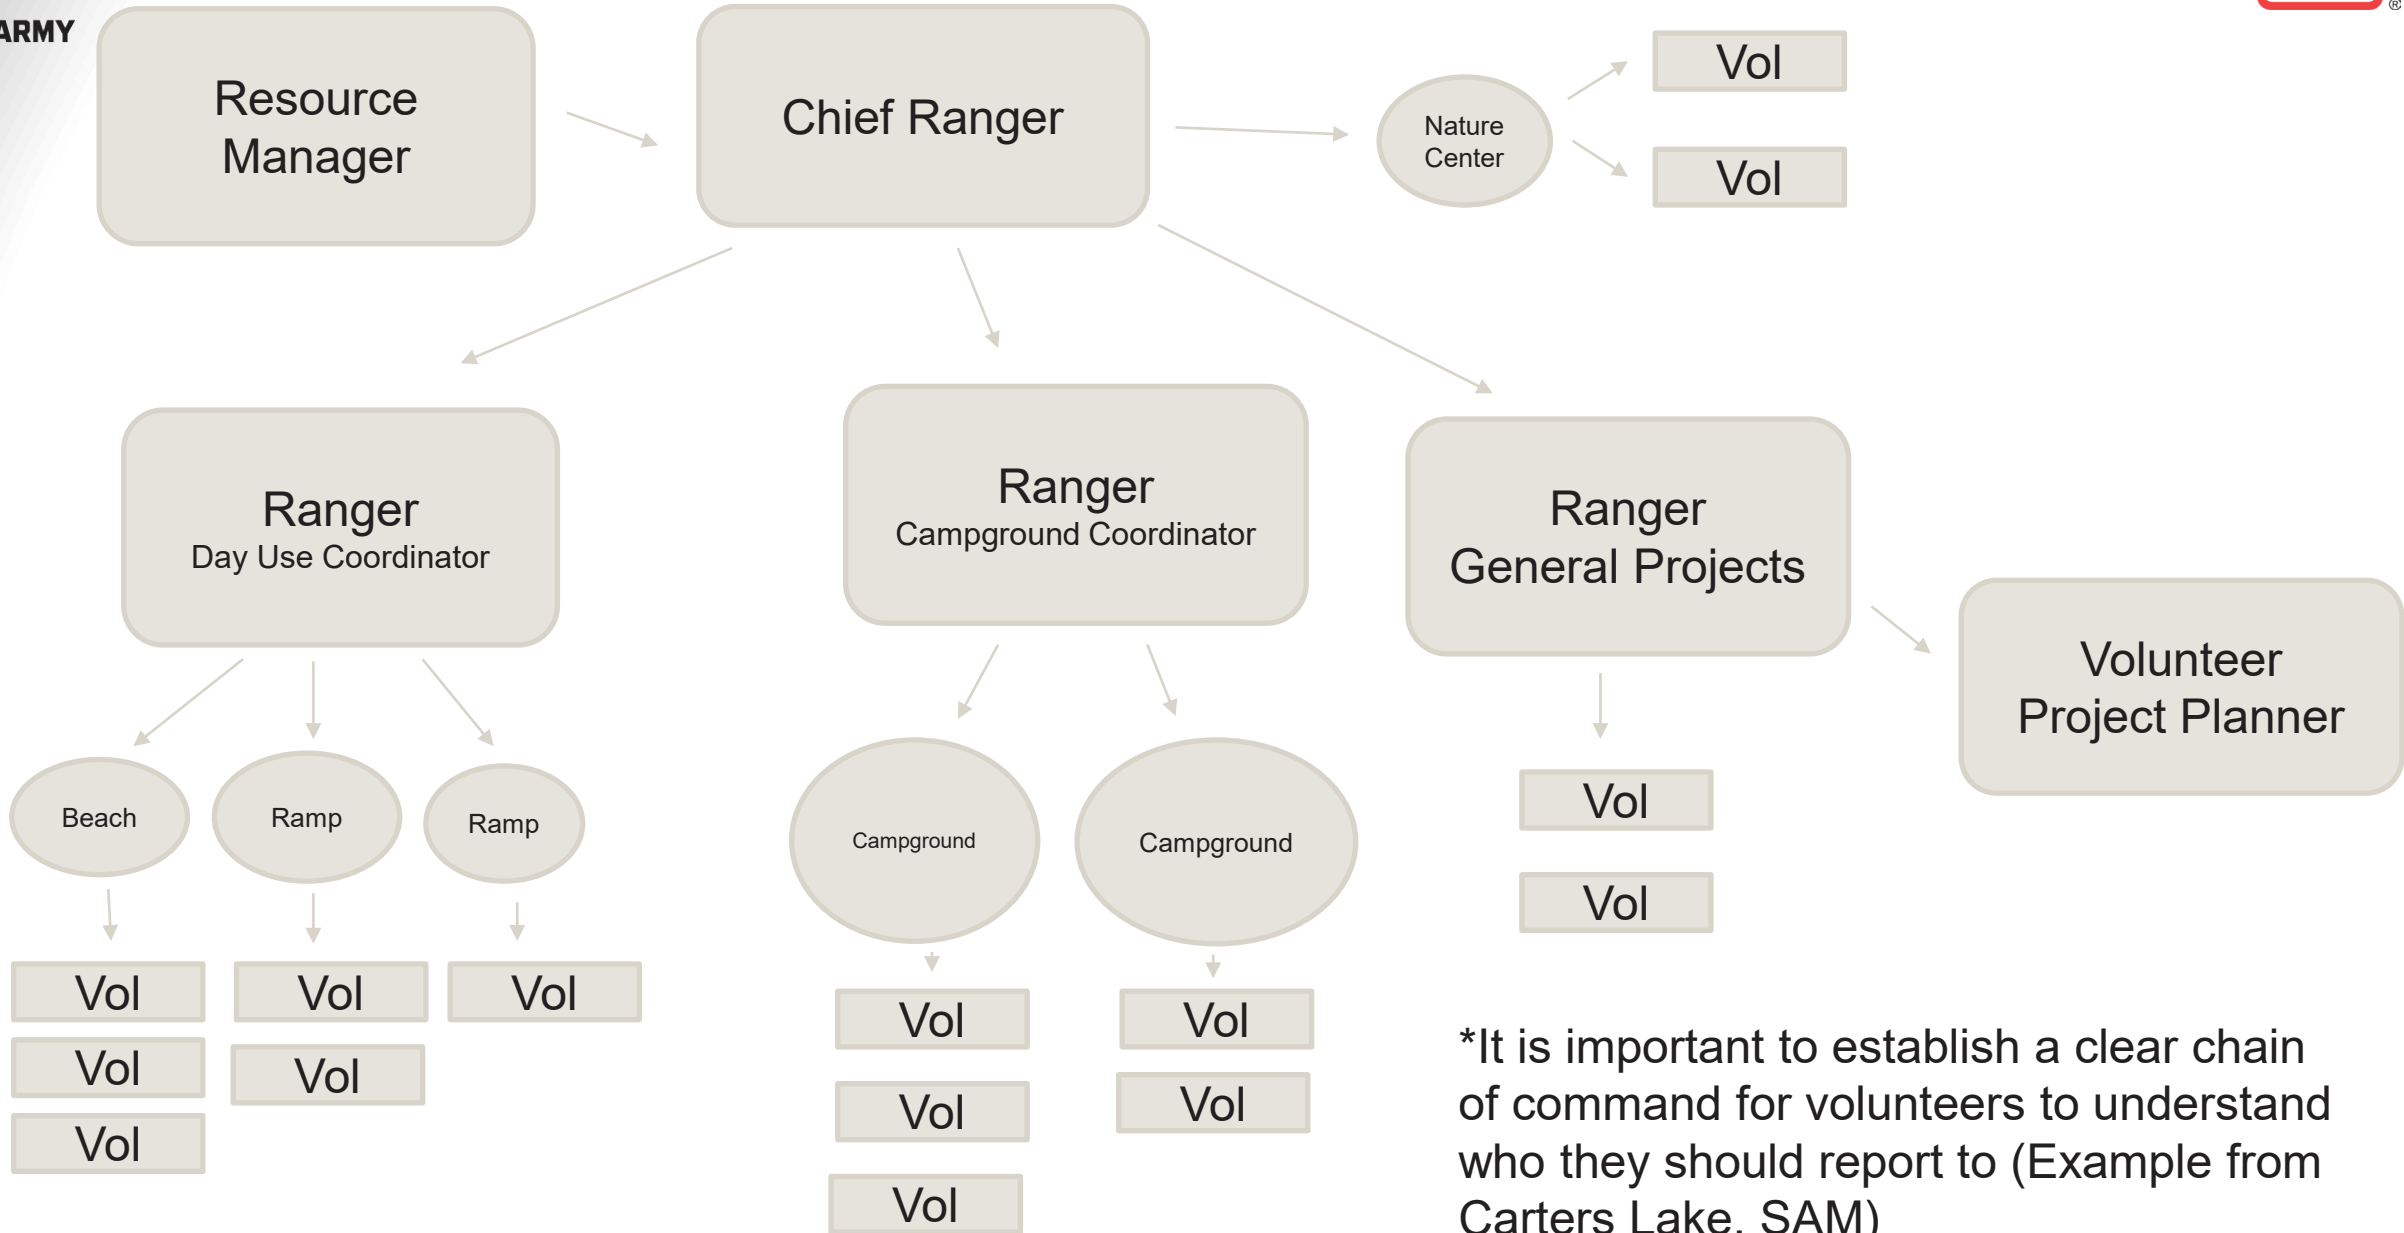 ARMY
®
Resource
Manager
Chief Ranger
Nature
Center
Vol
Vol
Ranger
Day Use Coordinator
Ranger
Campground Coordinator
Ranger
General Projects
Volunteer
Project Planner
Beach
Ramp
Ramp
Campground
Campground
Vol
Vol
Vol
Vol
Vol
Vol
Vol
Vol
Vol
Vol
Vol
Vol
Vol
*It is important to establish a clear chain
of command for volunteers to understand
who they should report to (Example from
Carters Lake, SAM)